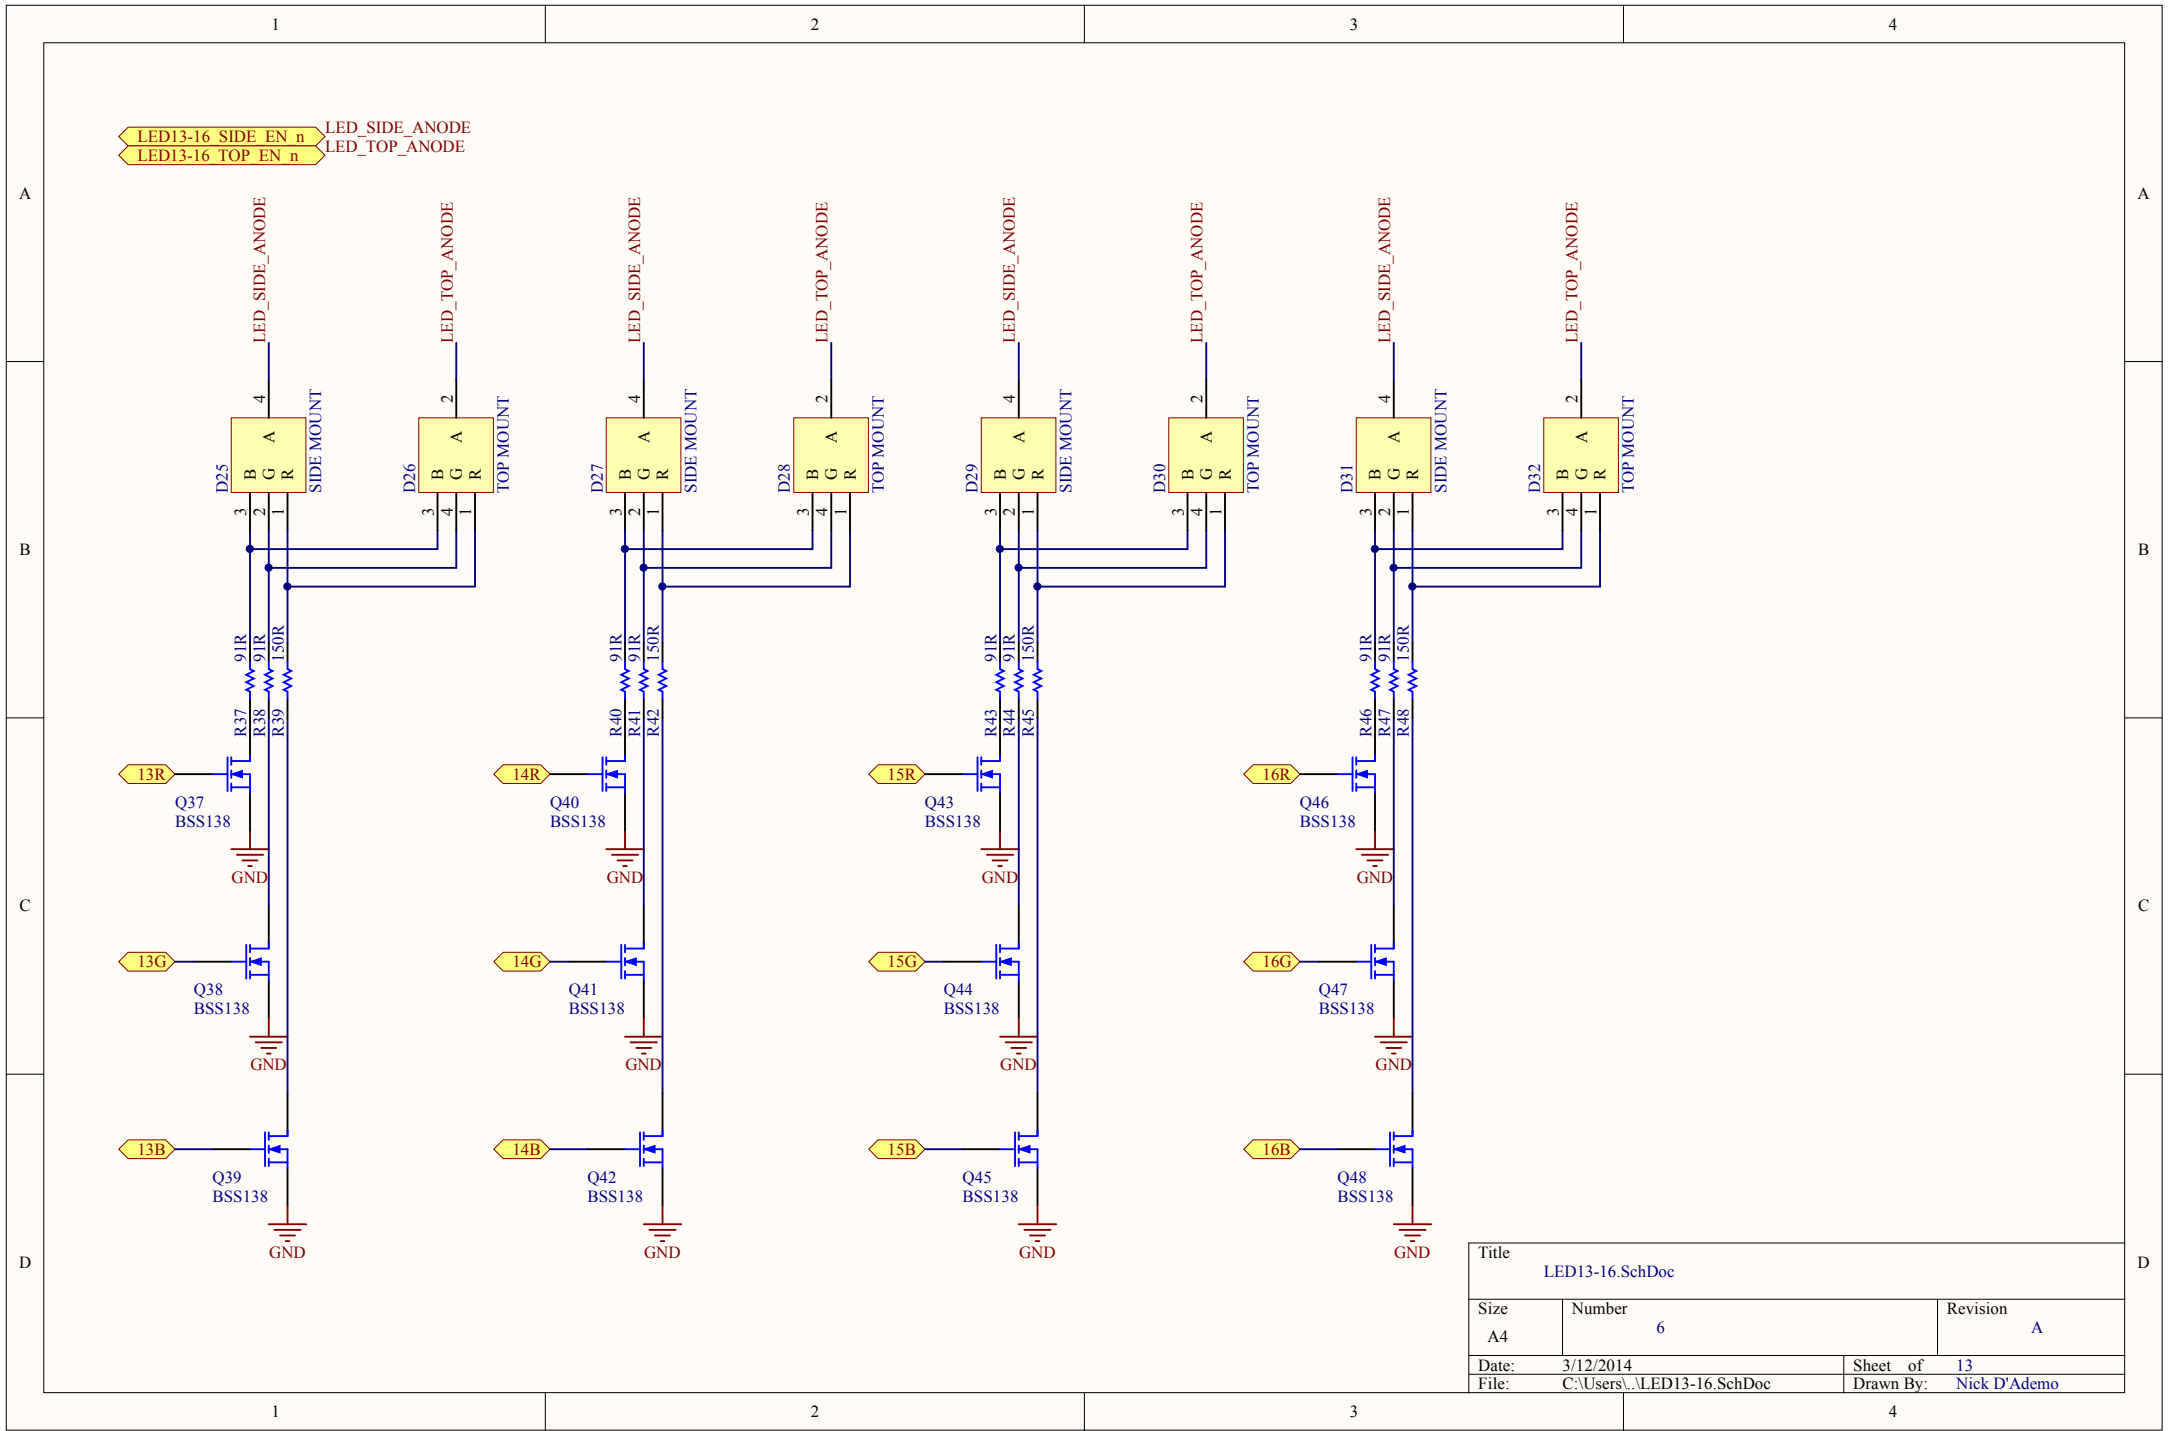 1 2 3 4
LED13-16_SIDE_EN_n LED_SIDE_ANODE
LED13-16_TOP_EN_n LED_TOP_ANODE
A A
LED_SIDE_ANODE LED_TOP_ANODE LED_SIDE_ANODE LED_TOP_ANODE LED_SIDE_ANODE LED_TOP_ANODE LED_SIDE_ANODE LED_TOP_ANODE
4 2 4 2 4 2 4 2
A A A A A A A A
D25 B G R SIDE MOUNT
D26 B G R TOP MOUNT
D27 B G R SIDE MOUNT
D28 B G R TOP MOUNT
D29 B G R SIDE MOUNT
D30 B G R TOP MOUNT
D31 B G R SIDE MOUNT
D32 B G R TOP MOUNT
3 2 1 3 4 1 3 2 1 3 4 1 3 2 1 3 4 1 3 2 1 3 4 1
B B
91R 91R 150R 91R 91R 150R 91R 91R 150R 91R 91R 150R
R37 R38 R39 R40 R41 R42 R43 R44 R45 R46 R47 R48
13R 14R 15R 16R
Q37 Q40 Q43 Q46
BSS138 BSS138 BSS138 BSS138
GND GND GND GND
C C
13G 14G 15G 16G
Q38 Q41 Q44 Q47
BSS138 BSS138 BSS138 BSS138
GND GND GND GND
13B 14B 15B 16B
Q39 Q42 Q45 Q48
BSS138 BSS138 BSS138 BSS138
GND GND GND GND
D D
Title
LED13-16.SchDoc
Size Number Revision
A4 6 A
Date: 3/12/2014 Sheet of 13
File: C:\Users\..\LED13-16.SchDoc Drawn By: Nick D'Ademo
1 2 3 4